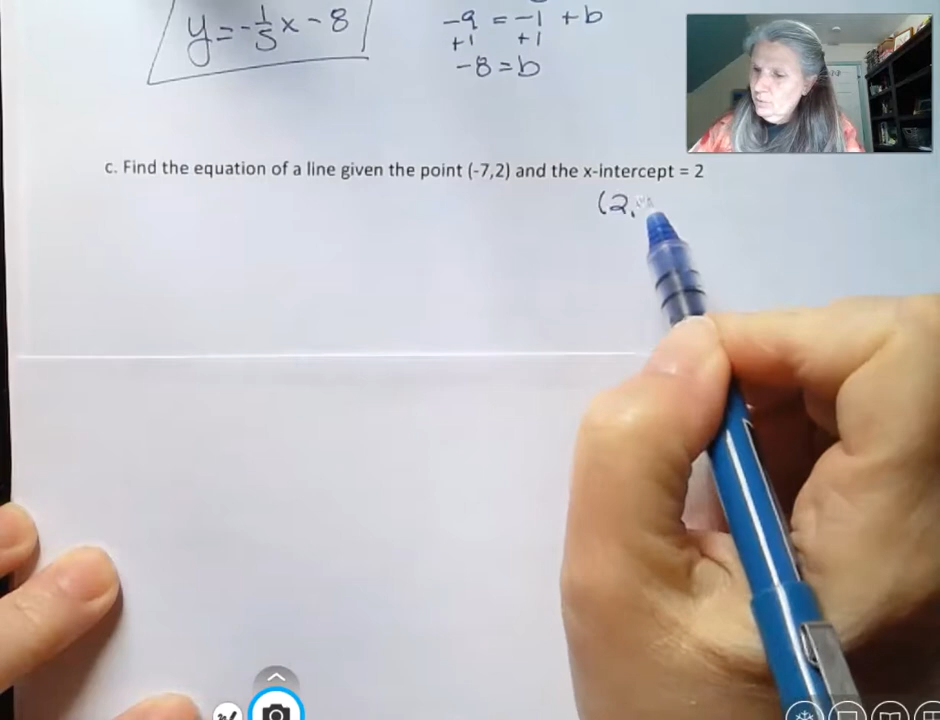 y = -1/5 x - 8
-9 = -1 + b
+1 +1
-8 = b
c. Find the equation of a line given the point (-7,2) and the x-intercept = 2
(2,